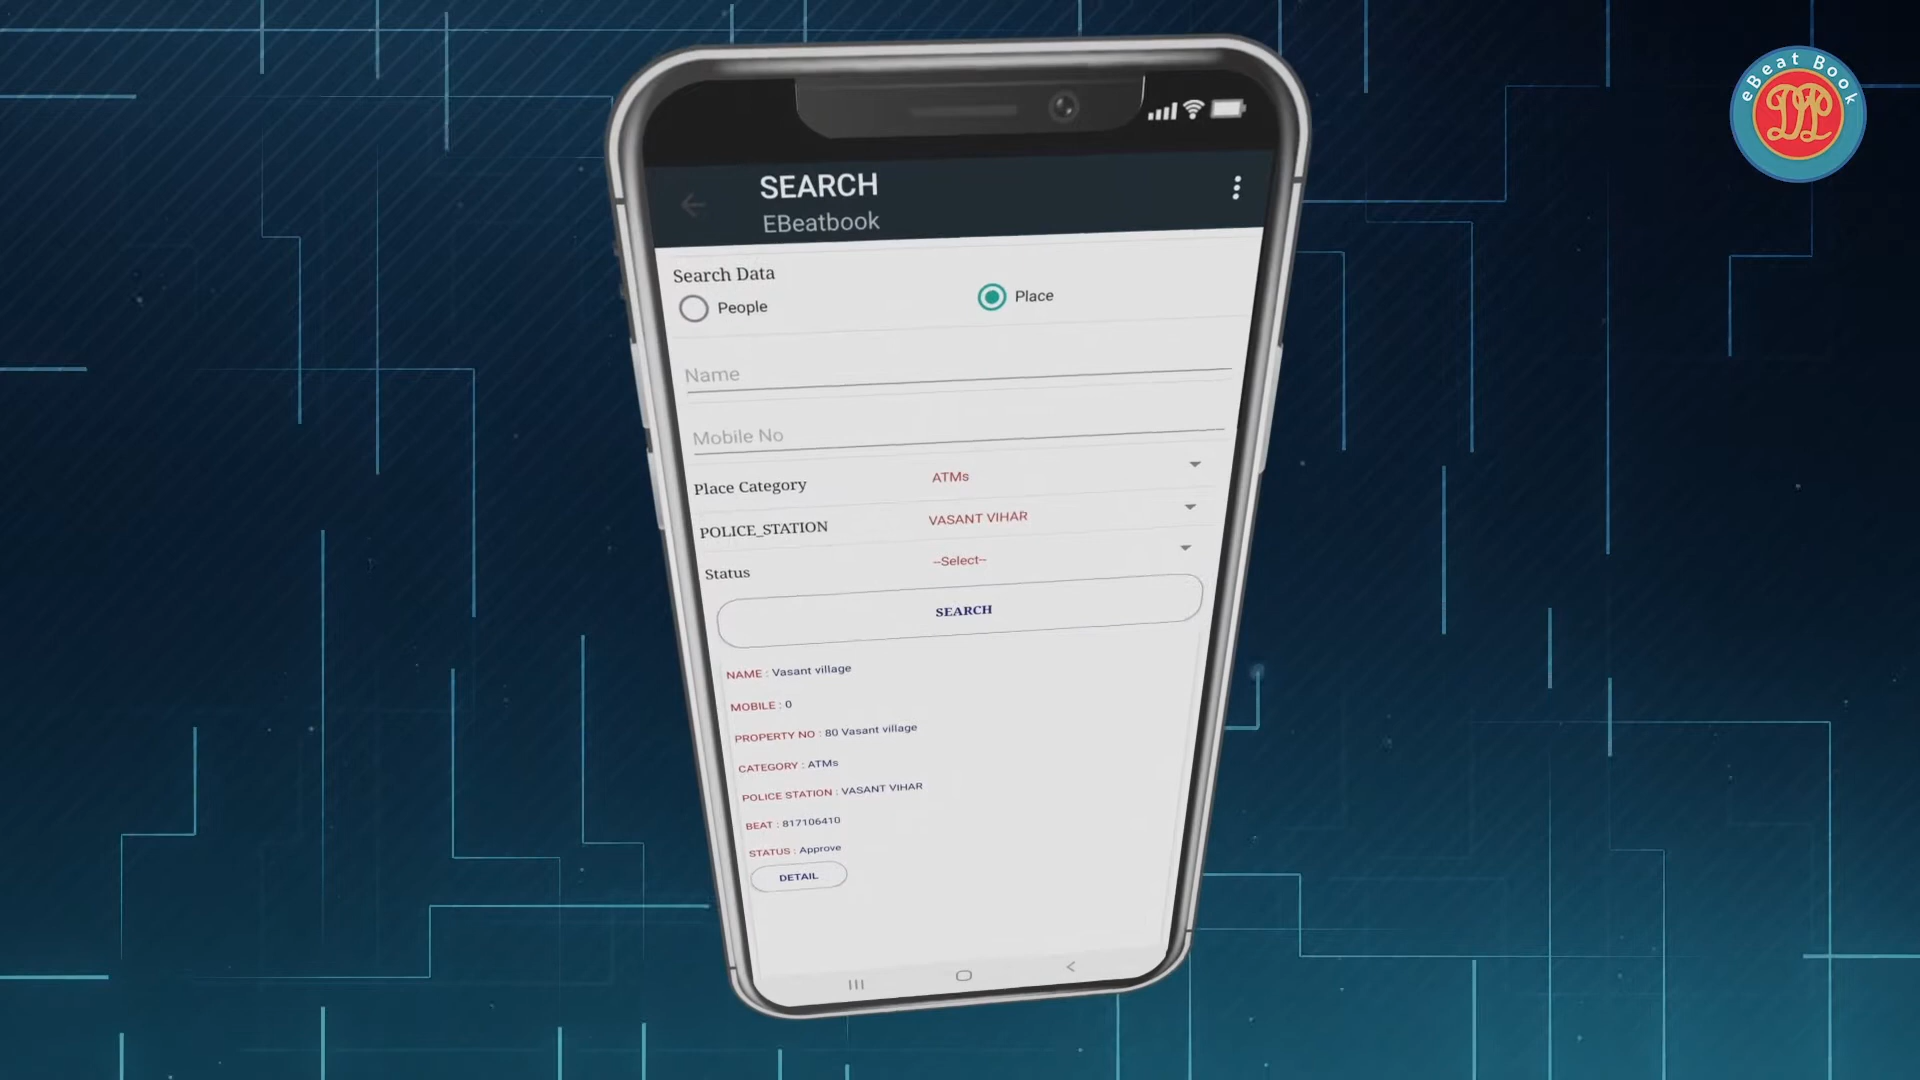 eBeat Book
DP
SEARCH
EBeatbook
Search Data
People
Place
Name
Mobile No
Place Category
ATMs
POLICE_STATION
VASANT VIHAR
Status
--Select--
SEARCH
NAME : Vasant village
MOBILE : 0
PROPERTY NO : 80 Vasant village
CATEGORY : ATMs
POLICE STATION : VASANT VIHAR
BEAT : 817106410
STATUS : Approve
DETAIL